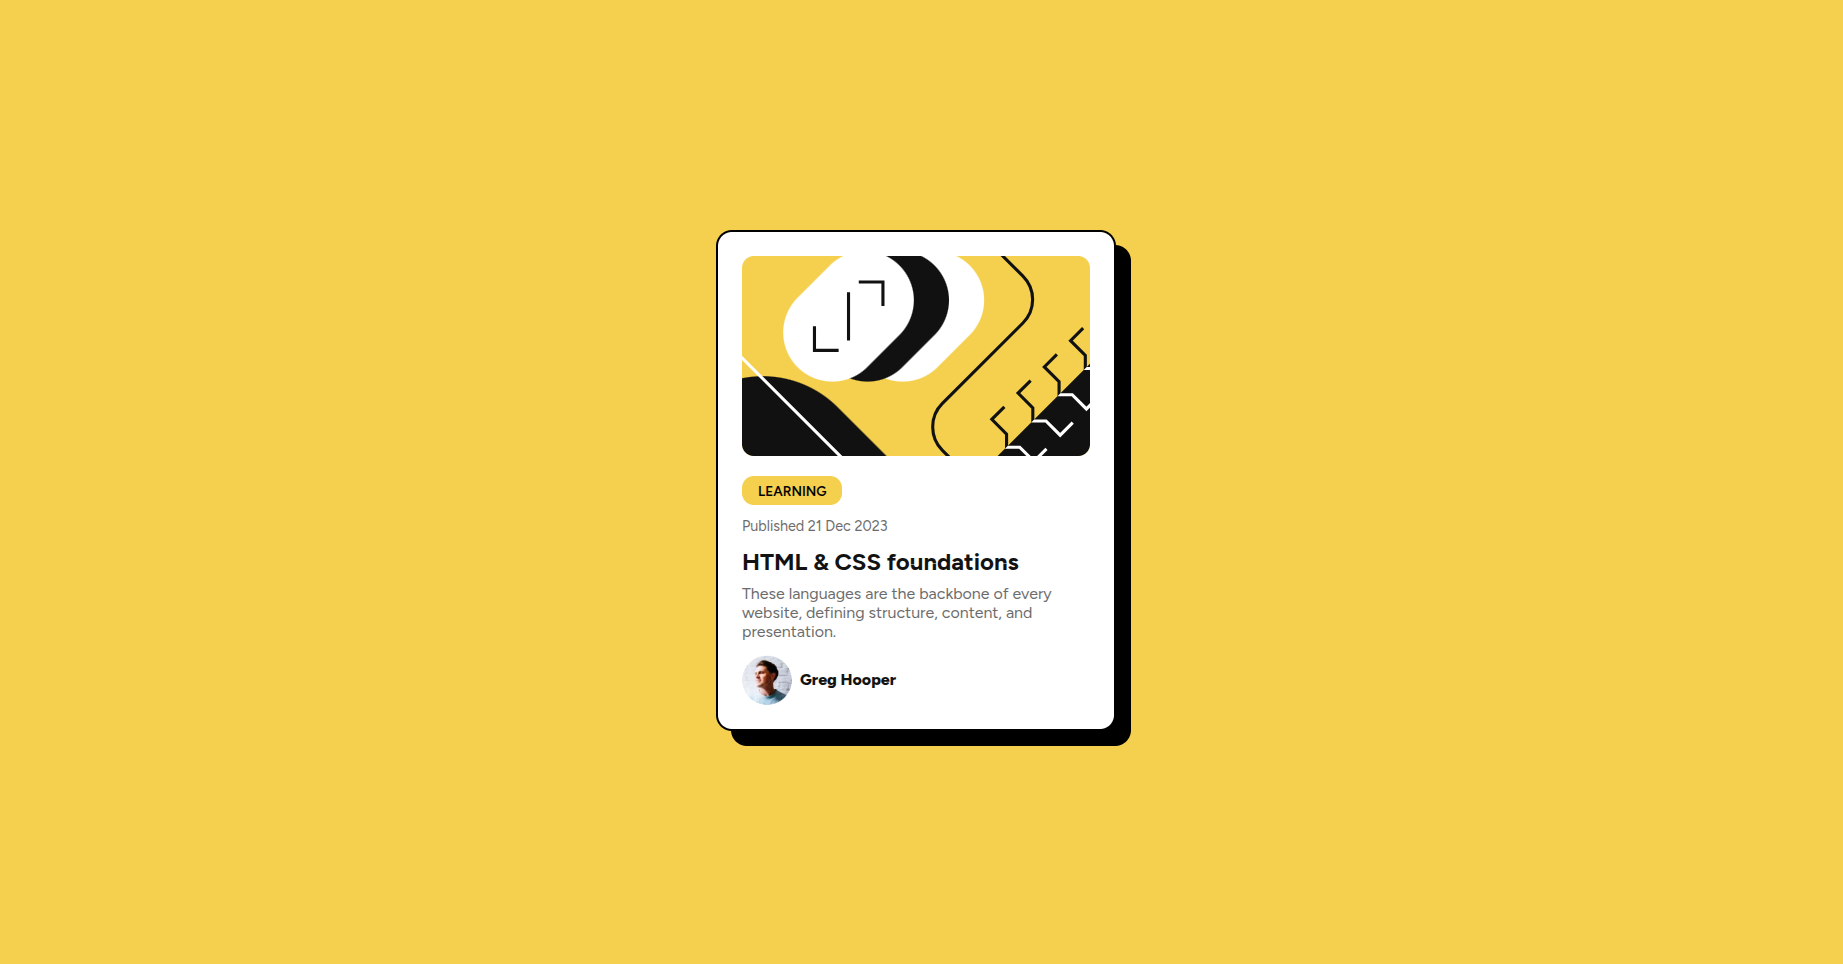 LEARNING
Published 21 Dec 2023
HTML & CSS foundations
These languages are the backbone of every
website, defining structure, content, and
presentation.
Greg Hooper